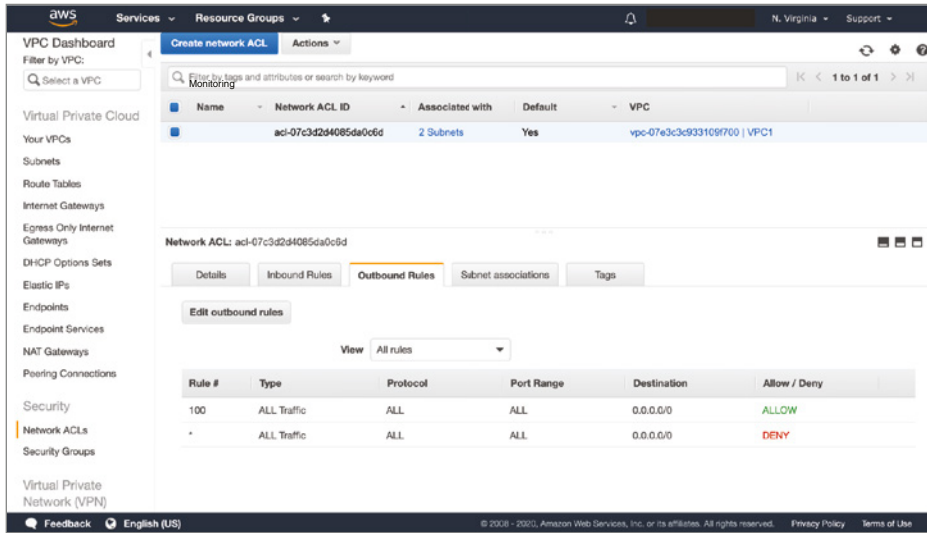 aws Services Resource Groups N. Virginia Support
VPC Dashboard
Filter by VPC:
Select a VPC
Virtual Private Cloud
Your VPCs
Subnets
Route Tables
Internet Gateways
Egress Only Internet
Gateways
DHCP Options Sets
Elastic IPs
Endpoints
Endpoint Services
NAT Gateways
Peering Connections
Security
Network ACLs
Security Groups
Virtual Private
Network (VPN)
Create network ACL Actions
Filter by tags and attributes or search by keyword
Monitoring
1 to 1 of 1
Name Network ACL ID Associated with Default VPC
acl-07c3d2d4085da0c6d 2 Subnets Yes vpc-07e3c3c933109f700 | VPC1
Network ACL: acl-07c3d2d4085da0c6d
Details Inbound Rules Outbound Rules Subnet associations Tags
Edit outbound rules
View All rules
Rule # Type Protocol Port Range Destination Allow / Deny
100 ALL Traffic ALL ALL 0.0.0.0/0 ALLOW
* ALL Traffic ALL ALL 0.0.0.0/0 DENY
Feedback English (US) © 2008 - 2020, Amazon Web Services, Inc. or its affiliates. All rights reserved. Privacy Policy Terms of Use